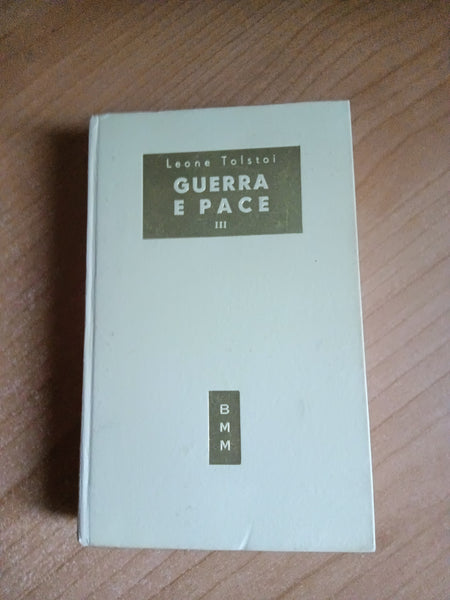 Leone Tolstoi
GUERRA
E PACE
III
B
M
M